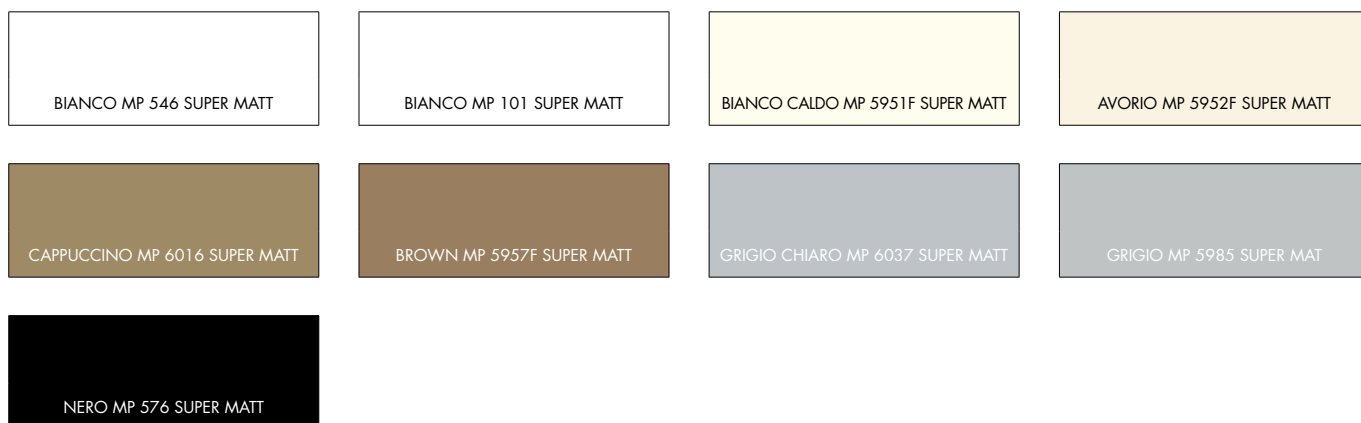 BIANCO MP 546 SUPER MATT
BIANCO MP 101 SUPER MATT
BIANCO CALDO MP 5951F SUPER MATT
AVORIO MP 5952F SUPER MATT
CAPPUCCINO MP 6016 SUPER MATT
BROWN MP 5957F SUPER MATT
GRIGIO CHIARO MP 6037 SUPER MATT
GRIGIO MP 5985 SUPER MAT
NERO MP 576 SUPER MATT